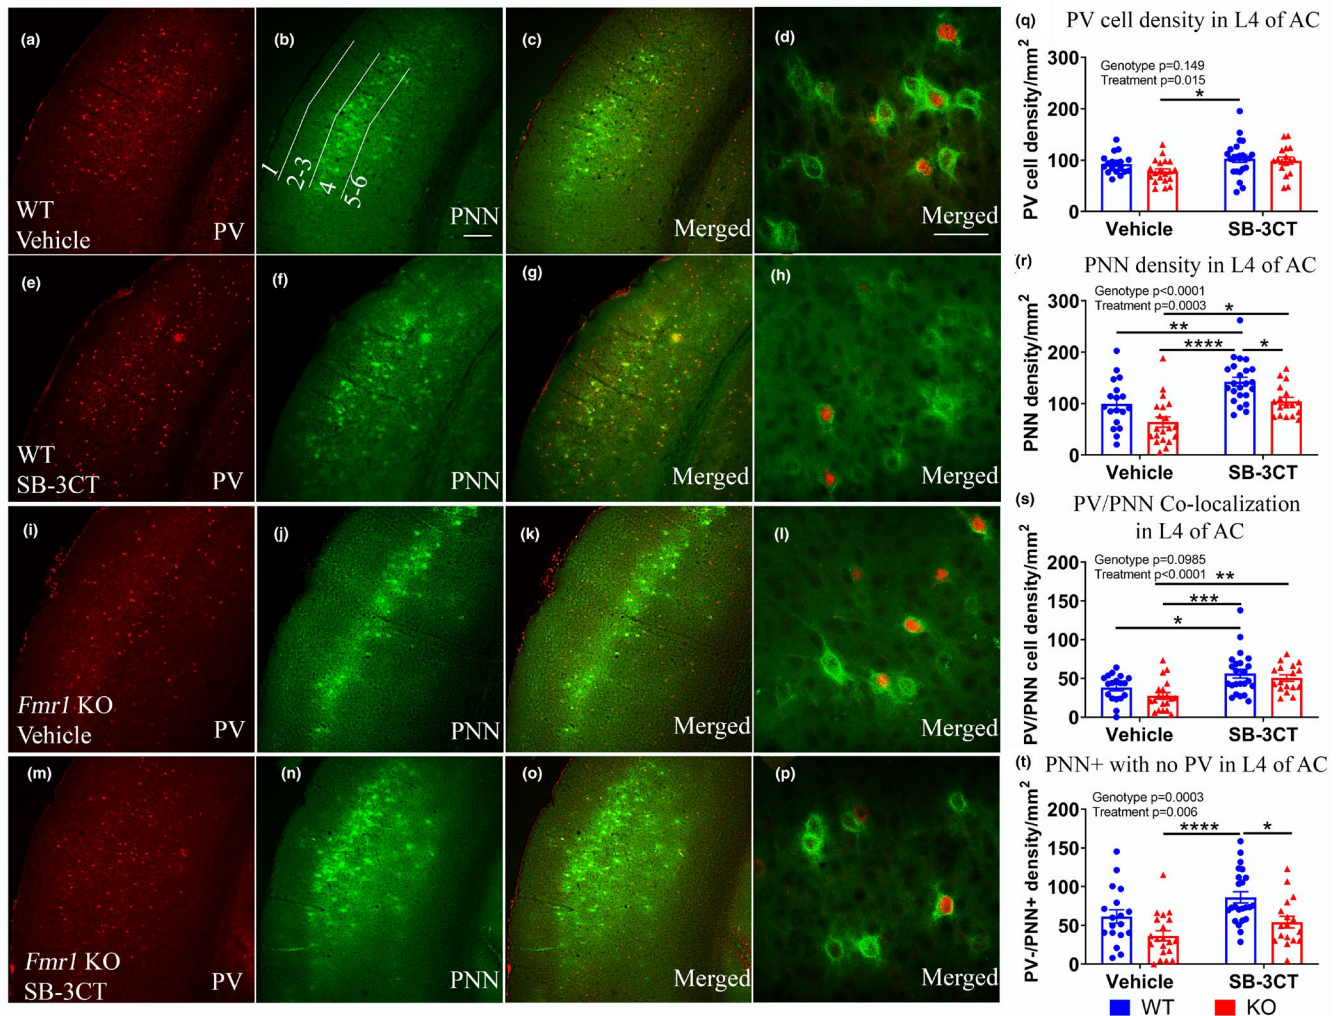 (a)
WT
Vehicle
PV
(b)
1
2-3
4
5-6
PNN
(c)
Merged
(d)
Merged
(e)
WT
SB-3CT
PV
(f)
PNN
(g)
Merged
(h)
Merged
(i)
Fmr1 KO
Vehicle
PV
(j)
PNN
(k)
Merged
(l)
Merged
(m)
Fmr1 KO
SB-3CT
PV
(n)
PNN
(o)
Merged
(p)
Merged
(q) PV cell density in L4 of AC
PV cell density/mm²
300
200
100
0
Genotype p=0.149
Treatment p=0.015
*
Vehicle SB-3CT
(r) PNN density in L4 of AC
PNN density/mm²
300
200
100
0
Genotype p<0.0001
Treatment p=0.0003
*
**
**** *
Vehicle SB-3CT
(s) PV/PNN Co-localization
in L4 of AC
PV/PNN cell density/mm²
200
150
100
50
0
Genotype p=0.0985
Treatment p<0.0001
**
***
*
Vehicle SB-3CT
(t) PNN+ with no PV in L4 of AC
PV-/PNN+ density/mm²
200
150
100
50
0
Genotype p=0.0003
Treatment p=0.006
**** *
Vehicle SB-3CT
WT KO